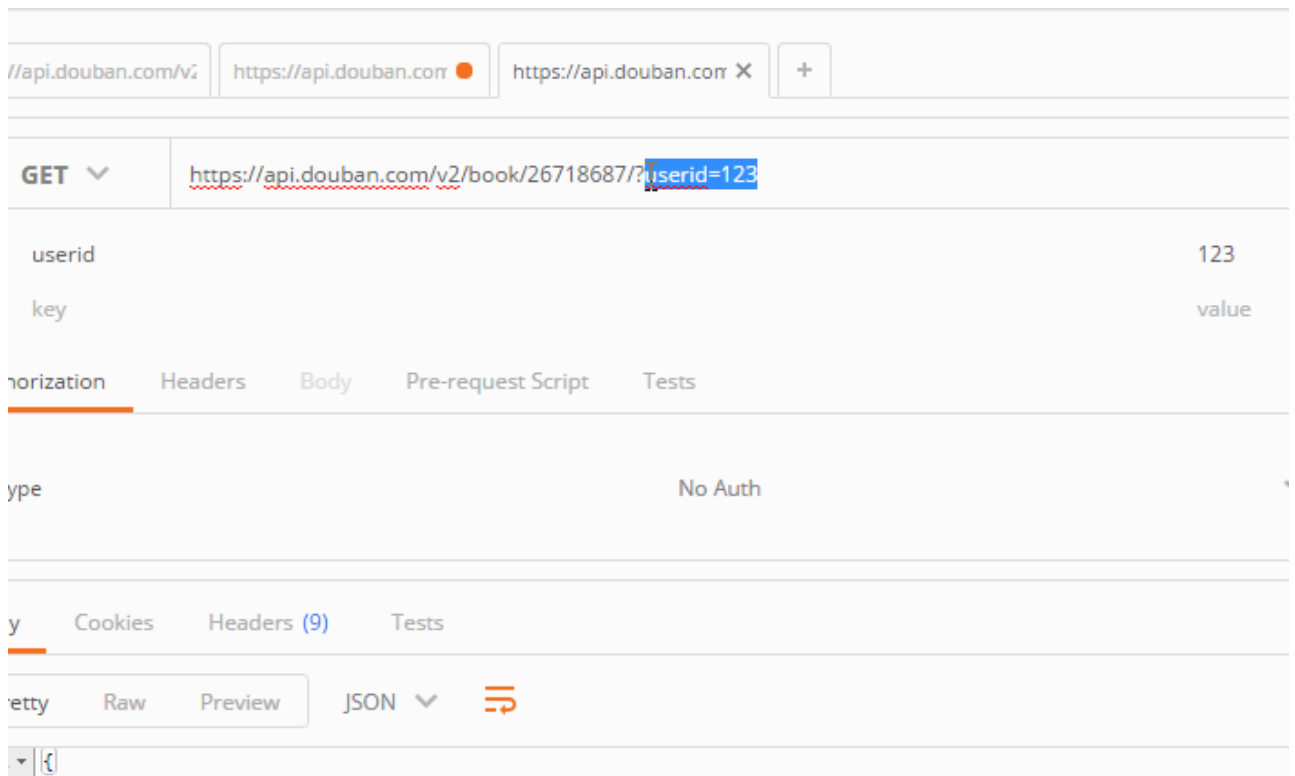 //api.douban.com/v2 https://api.douban.com https://api.douban.com × +
GET https://api.douban.com/v2/book/26718687/?userid=123
userid 123
key value
horization Headers Body Pre-request Script Tests
ype No Auth
y Cookies Headers (9) Tests
retty Raw Preview JSON
{